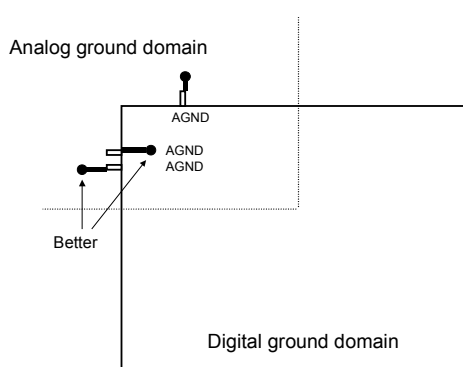 Analog ground domain
AGND
AGND
AGND
Better
Digital ground domain